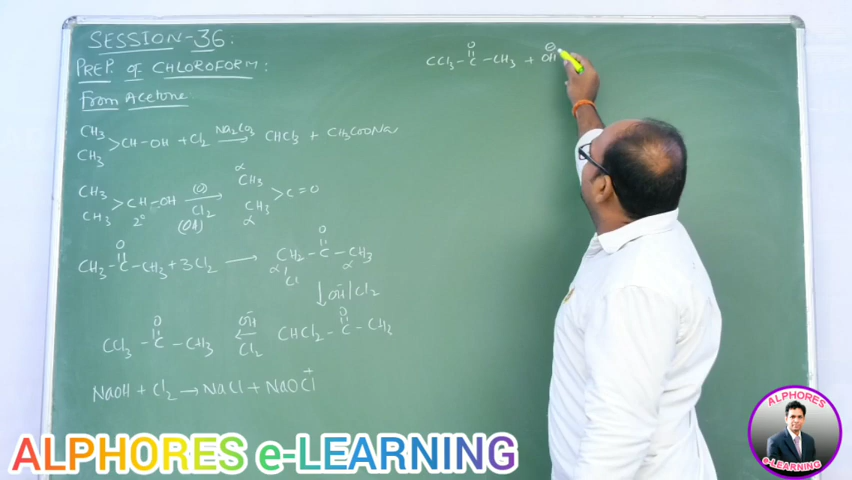 SESSION-36.
PREP. of CHLOROFORM:
From Acetone
CH3
>CH-OH + Cl2 Na2CO3 → CHCl3 + CH3COONa
CH3
CH3 α CH3
>CH-OH (O) → >C=O
CH3 2° Cl2 CH3
(OA) α
O O
CH3-C-CH3+3Cl2 → CH2-C-CH3
α Cl α
↓ OH/Cl2
O OH O
CCl3-C-CH3 ← CHCl2-C-CH3
Cl2
NaOH + Cl2 → NaCl + NaOCl +
O ⊖
CCl3-C-CH3 + OH
ALPHORES e-LEARNING
ALPHORES
e-LEARNING